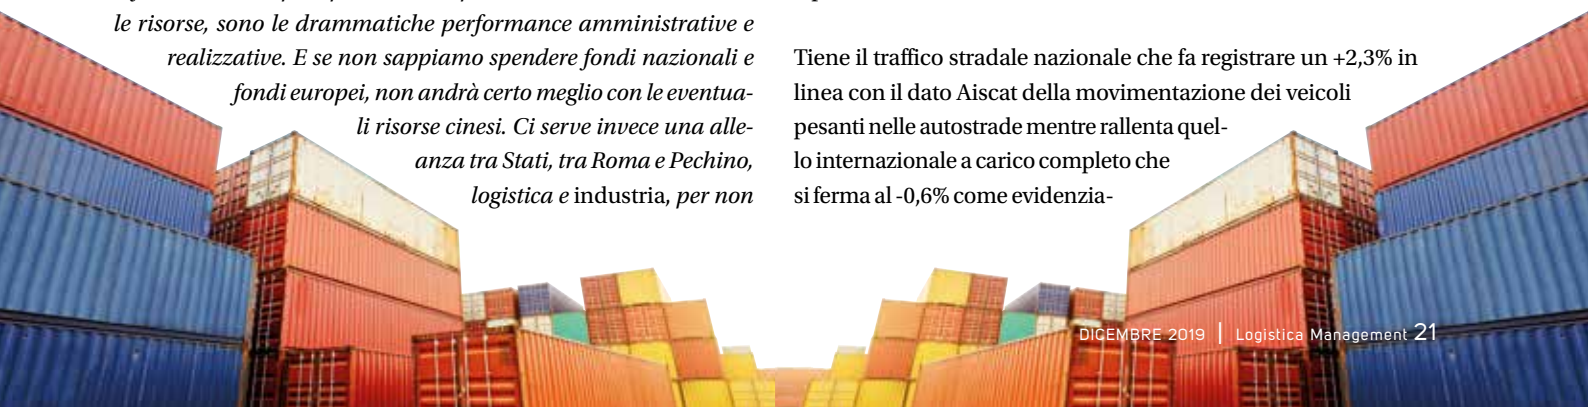 le risorse, sono le drammatiche performance amministrative e
realizzative. E se non sappiamo spendere fondi nazionali e
fondi europei, non andrà certo meglio con le eventua-
li risorse cinesi. Ci serve invece una alle-
anza tra Stati, tra Roma e Pechino,
logistica e industria, per non
Tiene il traffico stradale nazionale che fa registrare un +2,3% in
linea con il dato Aiscat della movimentazione dei veicoli
pesanti nelle autostrade mentre rallenta quel-
lo internazionale a carico completo che
si ferma al -0,6% come evidenzia-
DICEMBRE 2019 | Logistica Management 21